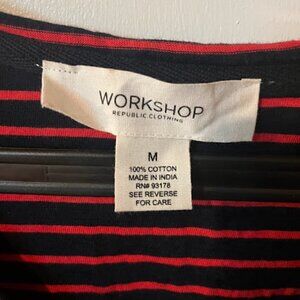 WORKSHOP
REPUBLIC CLOTHING
M
100% COTTON
MADE IN INDIA
RN# 93178
SEE REVERSE
FOR CARE